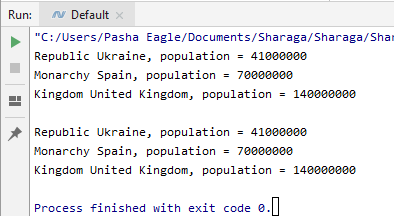 Run: Default ×
"C:/Users/Pasha Eagle/Documents/Sharaga/Sharaga/Shar
Republic Ukraine, population = 41000000
Monarchy Spain, population = 70000000
Kingdom United Kingdom, population = 140000000
Republic Ukraine, population = 41000000
Monarchy Spain, population = 70000000
Kingdom United Kingdom, population = 140000000
Process finished with exit code 0.